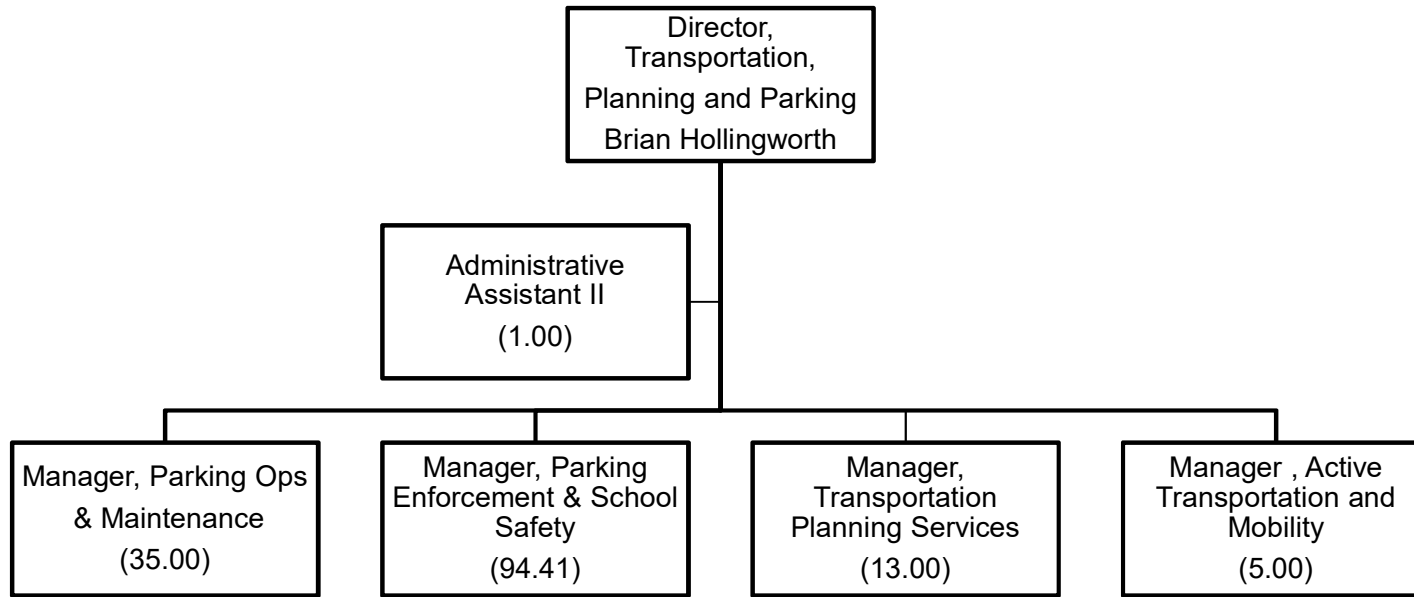 Director,
Transportation,
Planning and Parking
Brian Hollingworth
Administrative
Assistant II
(1.00)
Manager, Parking Ops
& Maintenance
(35.00)
Manager, Parking
Enforcement & School
Safety
(94.41)
Manager,
Transportation
Planning Services
(13.00)
Manager , Active
Transportation and
Mobility
(5.00)